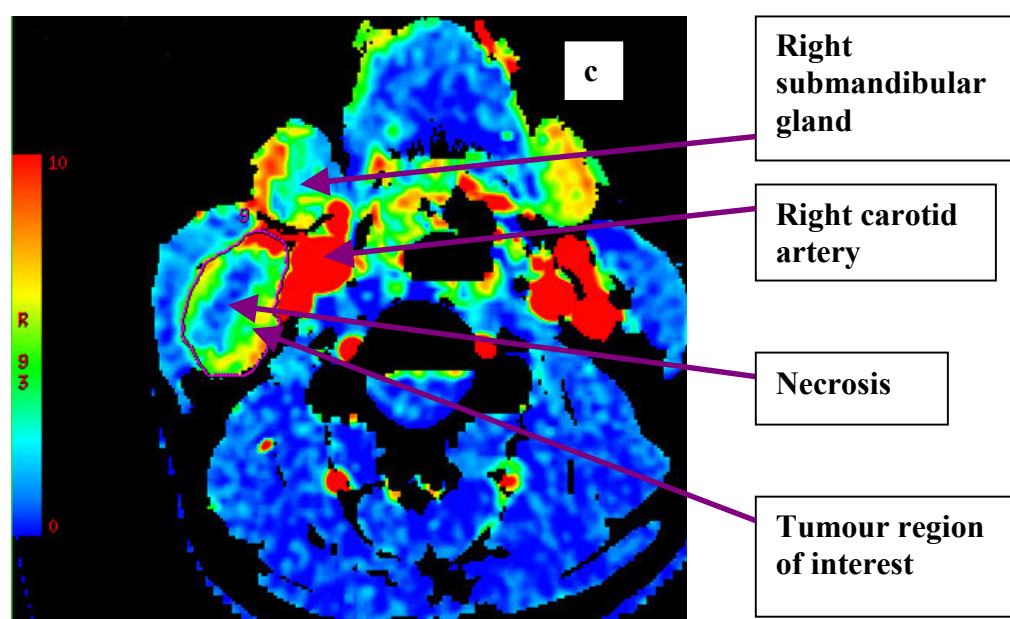 c
Right
submandibular
gland
10
Right carotid
artery
9
R
9
3
Necrosis
0
Tumour region
of interest